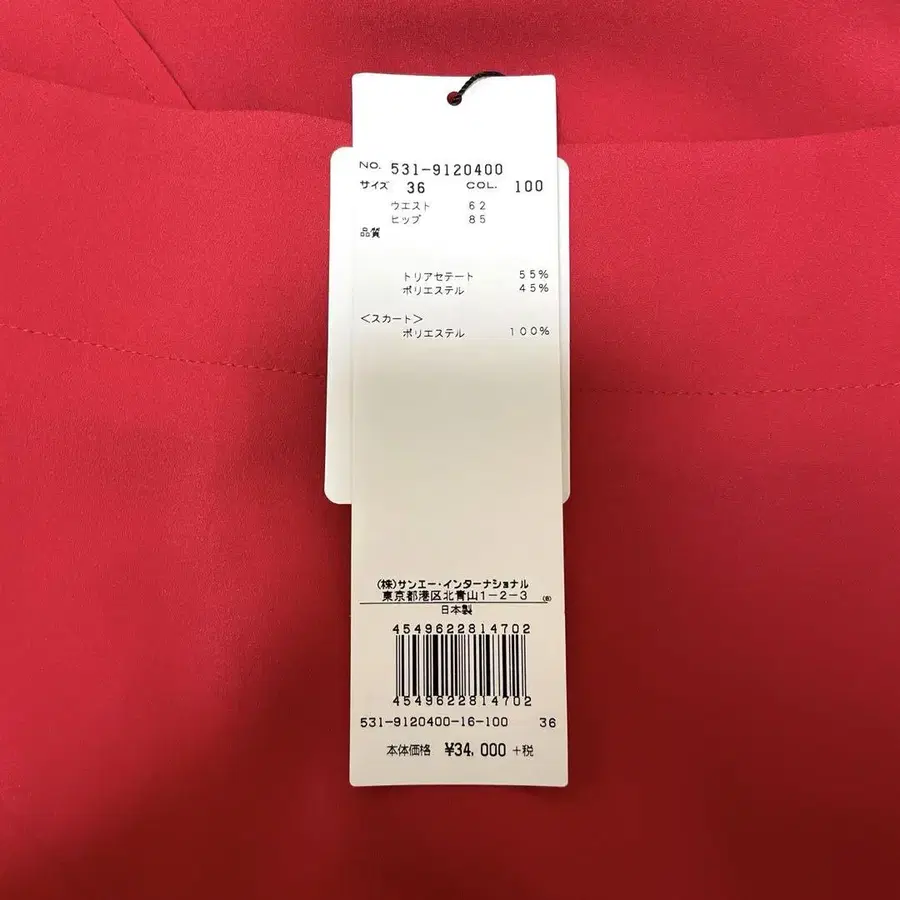 NO. 531-9120400
サイズ 36 COL. 100
ウエスト 62
ヒップ 85
品質
トリアセテート 55%
ポリエステル 45%
<スカート>
ポリエステル 100%
(株)サンエー・インターナショナル
東京都港区北青山1-2-3
日本製
4549622814702
4549622814702
531-9120400-16-100 36
本体価格 ¥34,000 +税